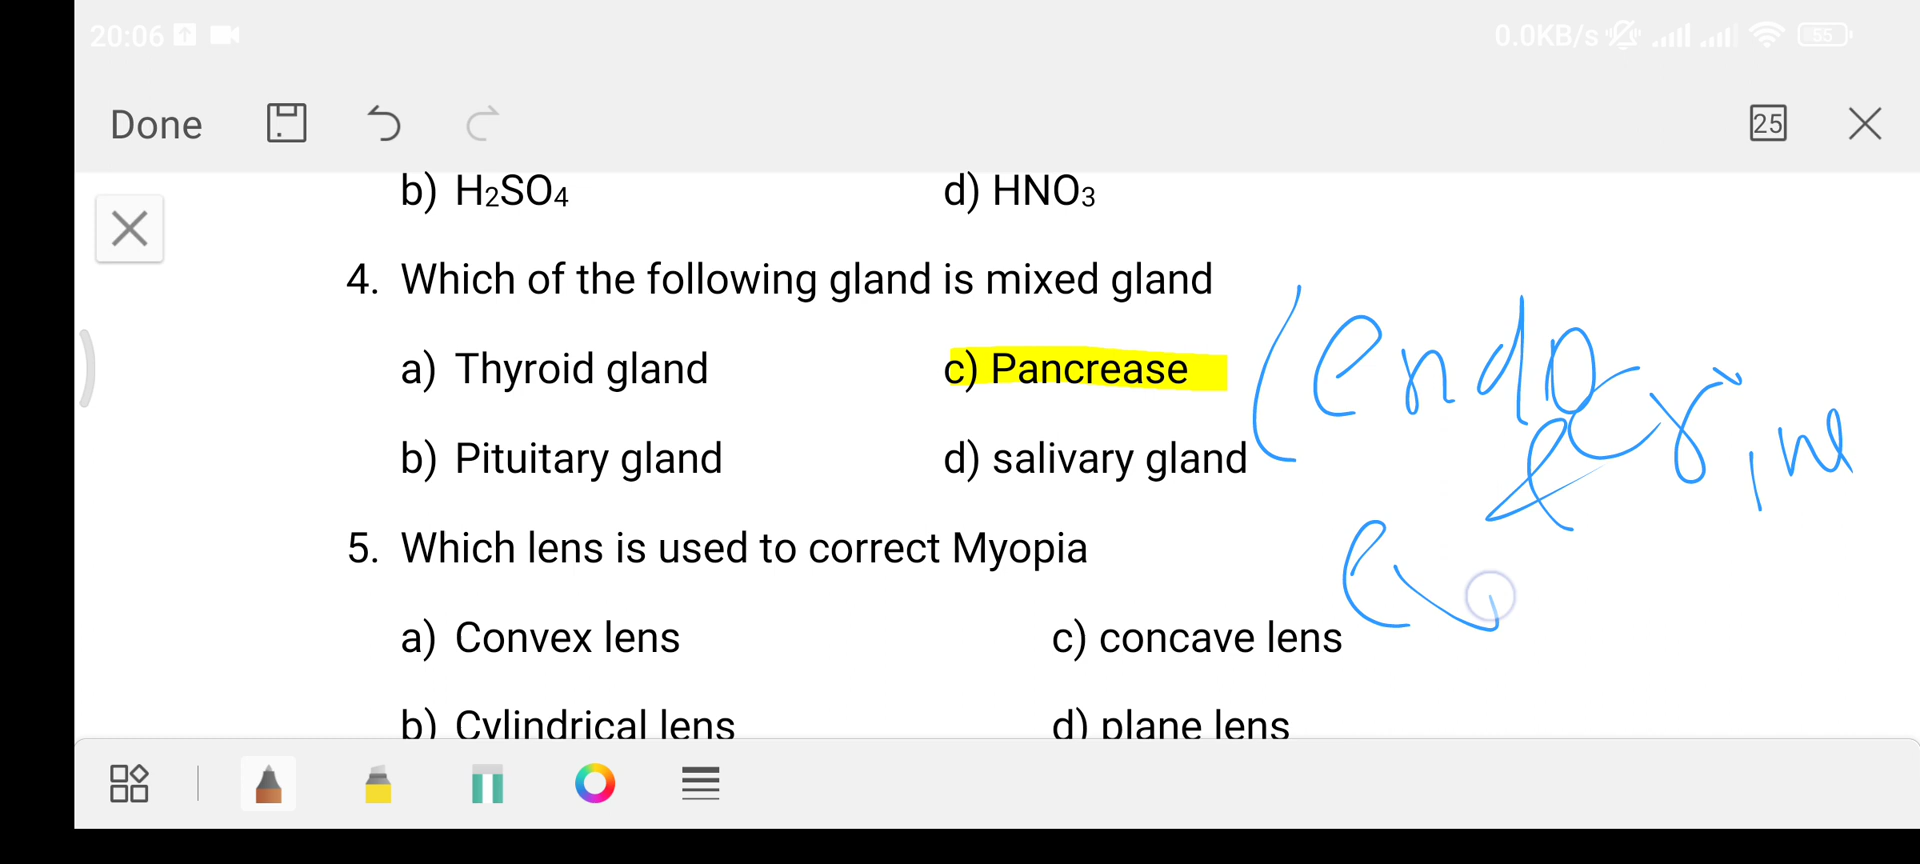 20:06 0.0KB/s 55
Done 25
b) H₂SO₄ d) HNO₃
4. Which of the following gland is mixed gland
a) Thyroid gland c) Pancrease
b) Pituitary gland d) salivary gland
(endocrine
&
5. Which lens is used to correct Myopia
a) Convex lens c) concave lens
b) Cylindrical lens d) plane lens